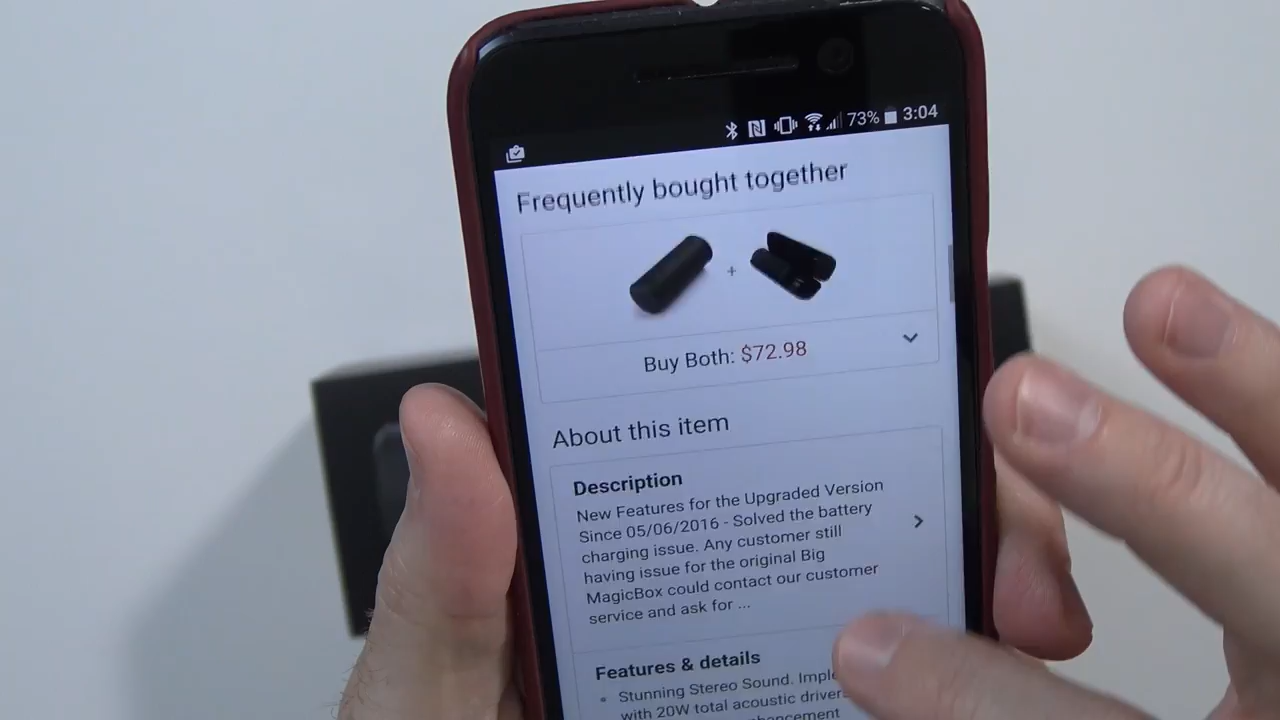 73% 3:04
Frequently bought together
+
Buy Both: $72.98
About this item
Description
New Features for the Upgraded Version
Since 05/06/2016 - Solved the battery
charging issue. Any customer still
having issue for the original Big
MagicBox could contact our customer
service and ask for ...
Features & details
• Stunning Stereo Sound. Imple
with 20W total acoustic drivers
enhancement